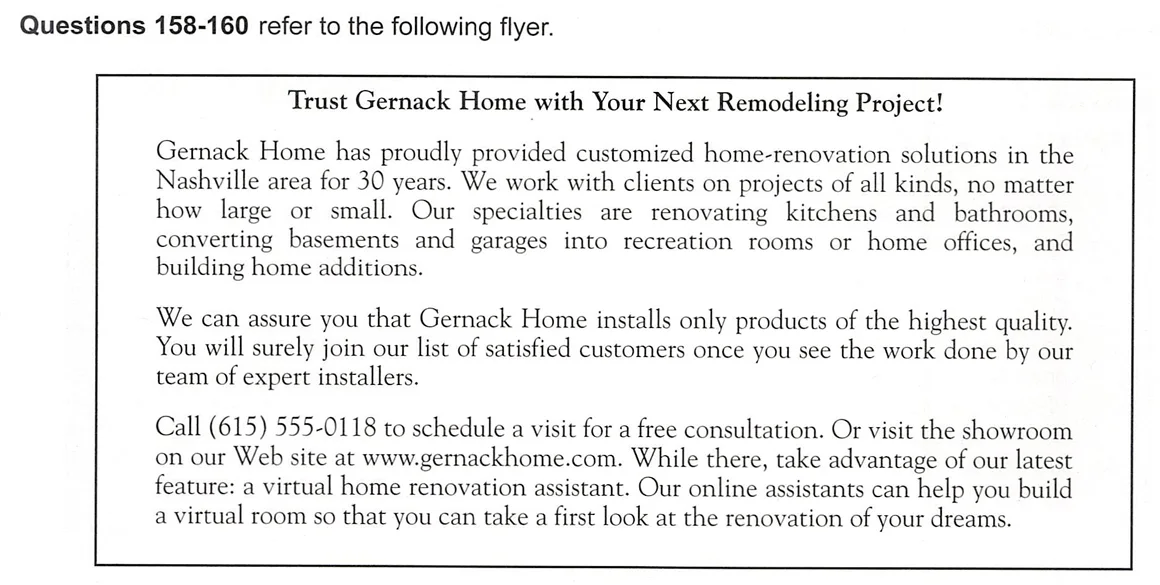 Questions 158-160 refer to the following flyer.
Trust Gernack Home with Your Next Remodeling Project!
Gernack Home has proudly provided customized home-renovation solutions in the
Nashville area for 30 years. We work with clients on projects of all kinds, no matter
how large or small. Our specialties are renovating kitchens and bathrooms,
converting basements and garages into recreation rooms or home offices, and
building home additions.
We can assure you that Gernack Home installs only products of the highest quality.
You will surely join our list of satisfied customers once you see the work done by our
team of expert installers.
Call (615) 555-0118 to schedule a visit for a free consultation. Or visit the showroom
on our Web site at www.gernackhome.com. While there, take advantage of our latest
feature: a virtual home renovation assistant. Our online assistants can help you build
a virtual room so that you can take a first look at the renovation of your dreams.